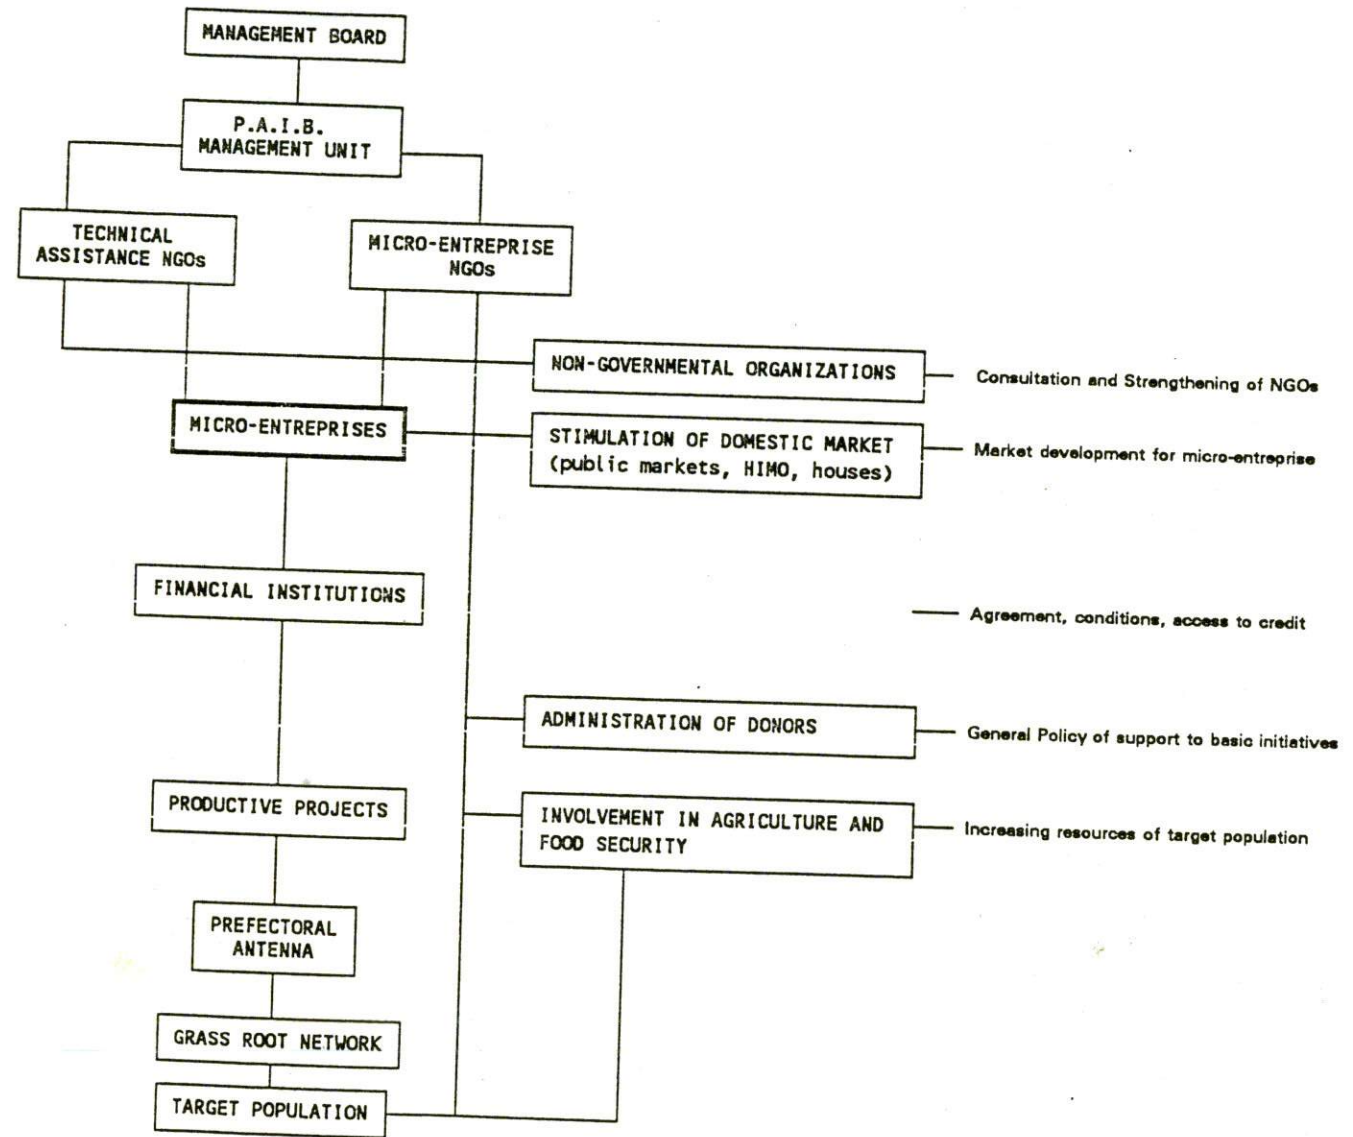 MANAGEMENT BOARD
P.A.I.B.
MANAGEMENT UNIT
TECHNICAL
ASSISTANCE NGOs
MICRO-ENTREPRISE
NGOs
NON-GOVERNMENTAL ORGANIZATIONS
Consultation and Strengthening of NGOs
MICRO-ENTREPRISES
STIMULATION OF DOMESTIC MARKET
(public markets, HIMO, houses)
Market development for micro-entreprise
FINANCIAL INSTITUTIONS
Agreement, conditions, access to credit
ADMINISTRATION OF DONORS
General Policy of support to basic initiatives
PRODUCTIVE PROJECTS
INVOLVEMENT IN AGRICULTURE AND
FOOD SECURITY
Increasing resources of target population
PREFECTORAL
ANTENNA
GRASS ROOT NETWORK
TARGET POPULATION